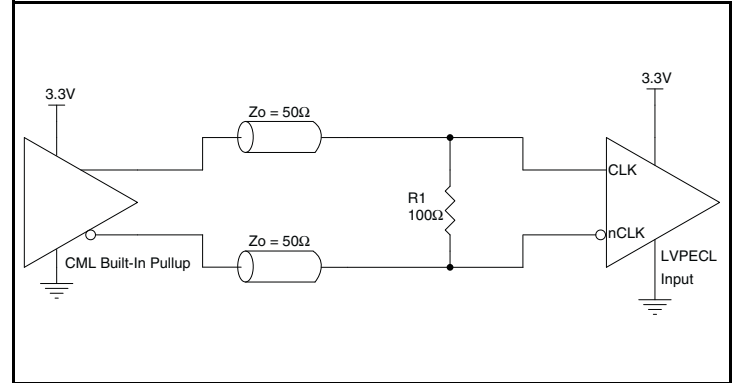 3.3V
3.3V
Zo = 50Ω
CLK
R1
100Ω
Zo = 50Ω
nCLK
CML Built-In Pullup
LVPECL
Input